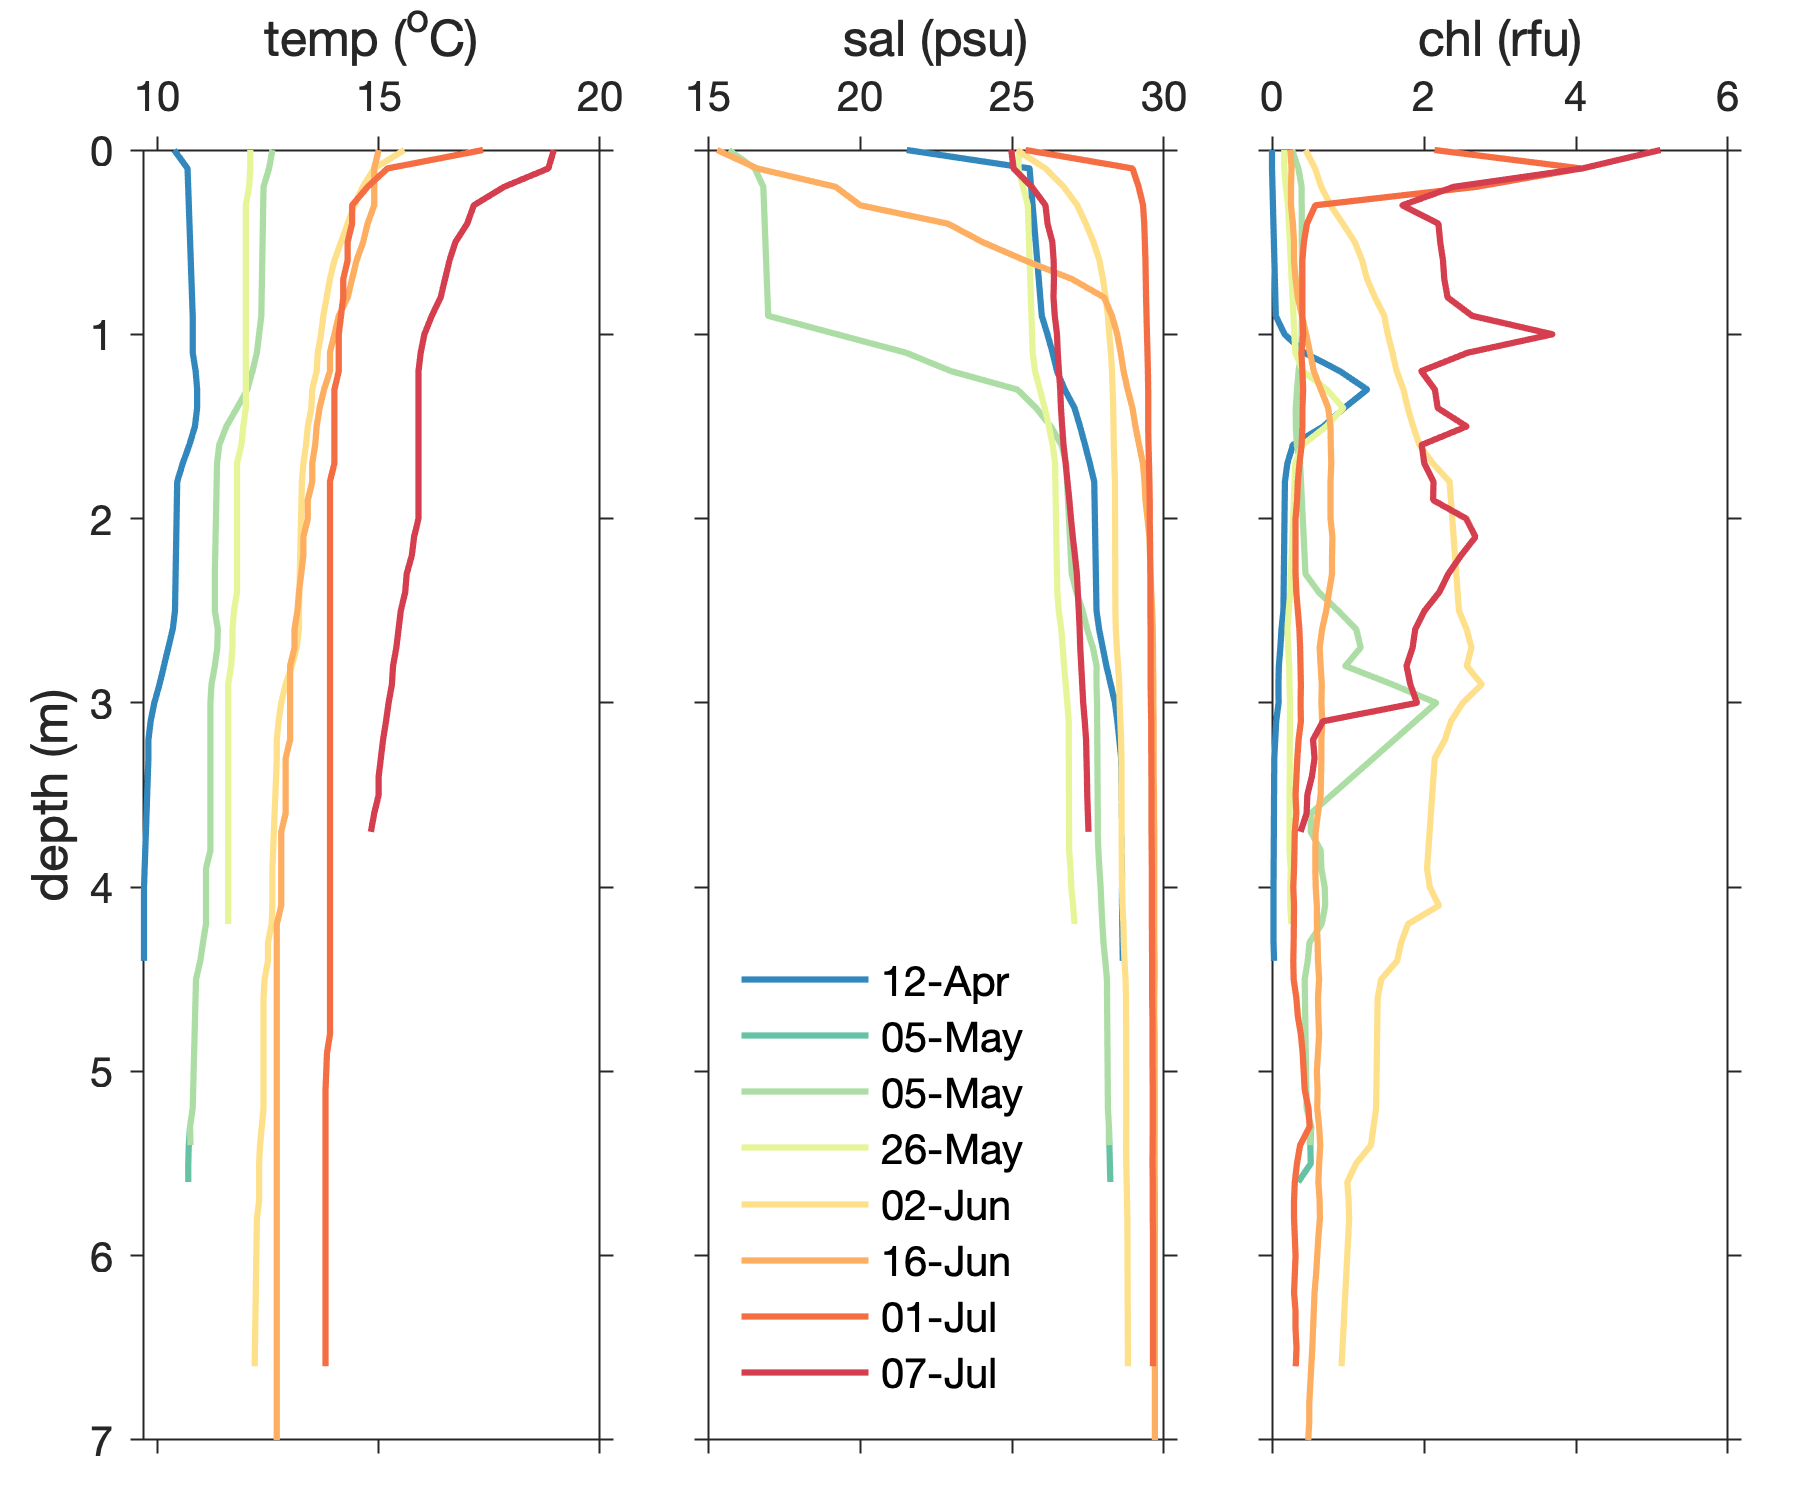 temp (°C) sal (psu) chl (rfu)
10 15 20 15 20 25 30 0 2 4 6
0
1
2
3
4
5
6
7
depth (m)
12-Apr
05-May
05-May
26-May
02-Jun
16-Jun
01-Jul
07-Jul